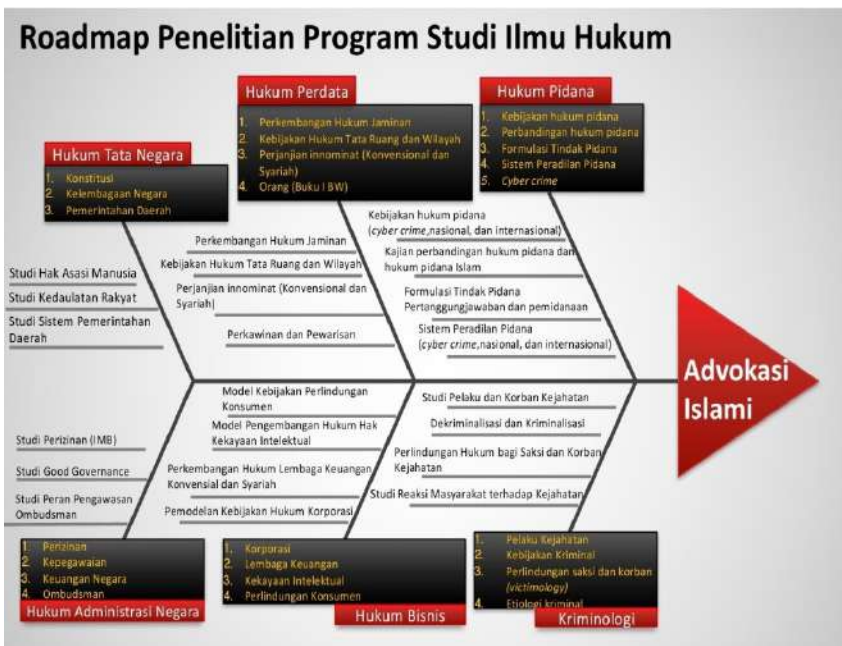 Roadmap Penelitian Program Studi Ilmu Hukum
Hukum Tata Negara
1. Konstitusi
2. Kelembagaan Negara
3. Pemerintahan Daerah
Hukum Perdata
1. Perkembangan Hukum Jaminan
2. Kebijakan Hukum Tata Ruang dan Wilayah
3. Perjanjian innominat (Konvensional dan
Syariah)
4. Orang (Buku I BW)
Hukum Pidana
1. Kebijakan hukum pidana
2. Perbandingan hukum pidana
3. Formulasi Tindak Pidana
4. Sistem Peradilan Pidana
5. Cyber crime
Studi Hak Asasi Manusia
Studi Kedaulatan Rakyat
Studi Sistem Pemerintahan
Daerah
Perkembangan Hukum Jaminan
Kebijakan Hukum Tata Ruang dan Wilayah
Perjanjian innominat (Konvensional dan
Syariah)
Perkawinan dan Pewarisan
Kebijakan hukum pidana
(cyber crime,nasional, dan internasional)
Kajian perbandingan hukum pidana dan
hukum pidana Islam
Formulasi Tindak Pidana
Pertanggungjawaban dan pemidanaan
Sistem Peradilan Pidana
(cyber crime,nasional, dan internasional)
Advokasi
Islami
Studi Perizinan (IMB)
Studi Good Governance
Studi Peran Pengawasan
Ombudsman
Model Kebijakan Perlindungan
Konsumen
Model Pengembangan Hukum Hak
Kekayaan Intelektual
Perkembangan Hukum Lembaga Keuangan
Konvensial dan Syariah
Pemodelan Kebijakan Hukum Korporasi
Studi Pelaku dan Korban Kejahatan
Dekriminalisasi dan Kriminalisasi
Perlindungan Hukum bagi Saksi dan Korban
Kejahatan
Studi Reaksi Masyarakat terhadap Kejahatan
1. Perizinan
2. Kepegawaian
3. Keuangan Negara
4. Ombudsman
Hukum Administrasi Negara
1. Korporasi
2. Lembaga Keuangan
3. Kekayaan Intelektual
4. Perlindungan Konsumen
Hukum Bisnis
1. Pelaku Kejahatan
2. Kebijakan Kriminal
3. Perlindungan saksi dan korban
(victimology)
4. Etiologi kriminal
Kriminologi